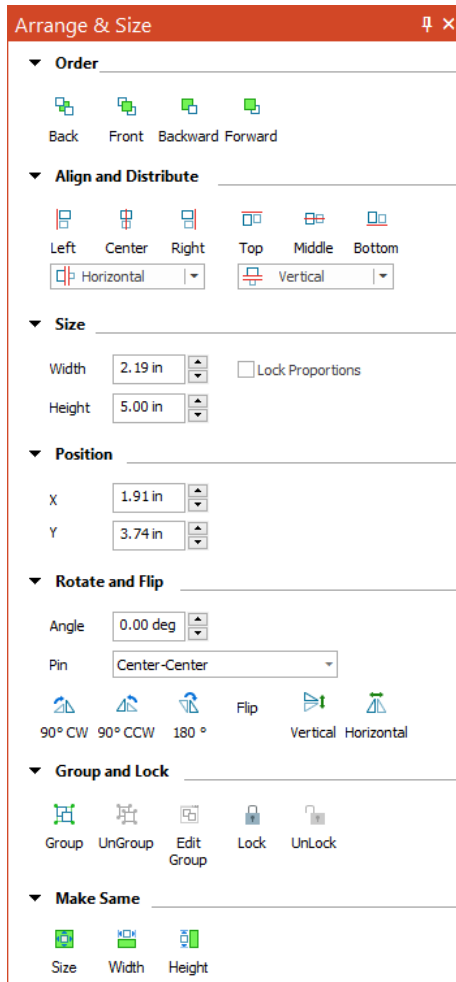 Arrange & Size
Order
Back Front Backward Forward
Align and Distribute
Left Center Right Top Middle Bottom
Horizontal Vertical
Size
Width 2.19 in Lock Proportions
Height 5.00 in
Position
X 1.91 in
Y 3.74 in
Rotate and Flip
Angle 0.00 deg
Pin Center-Center
90° CW 90° CCW 180 ° Flip Vertical Horizontal
Group and Lock
Group UnGroup Edit Lock UnLock
Group
Make Same
Size Width Height